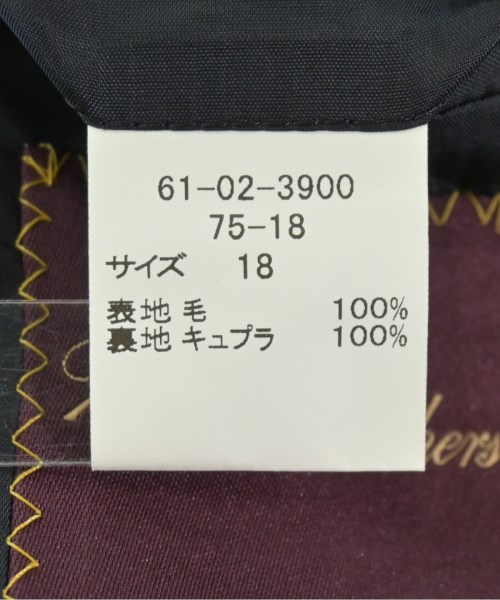 61-02-3900
75-18
サイズ 18
表地 毛 100%
裏地 キュプラ 100%